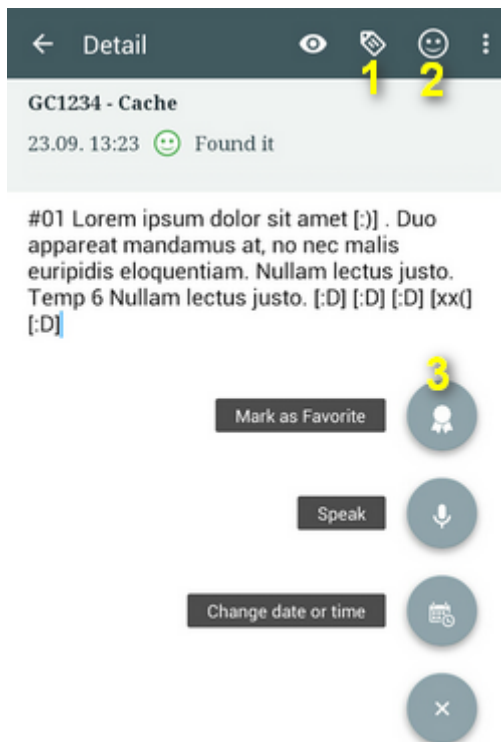 Detail
1
2
GC1234 - Cache
23.09. 13:23 Found it
#01 Lorem ipsum dolor sit amet [:)] . Duo
appareat mandamus at, no nec malis
euripidis eloquentiam. Nullam lectus justo.
Temp 6 Nullam lectus justo. [:D] [:D] [:D] [xx(]
[:D]
3
Mark as Favorite
Speak
Change date or time